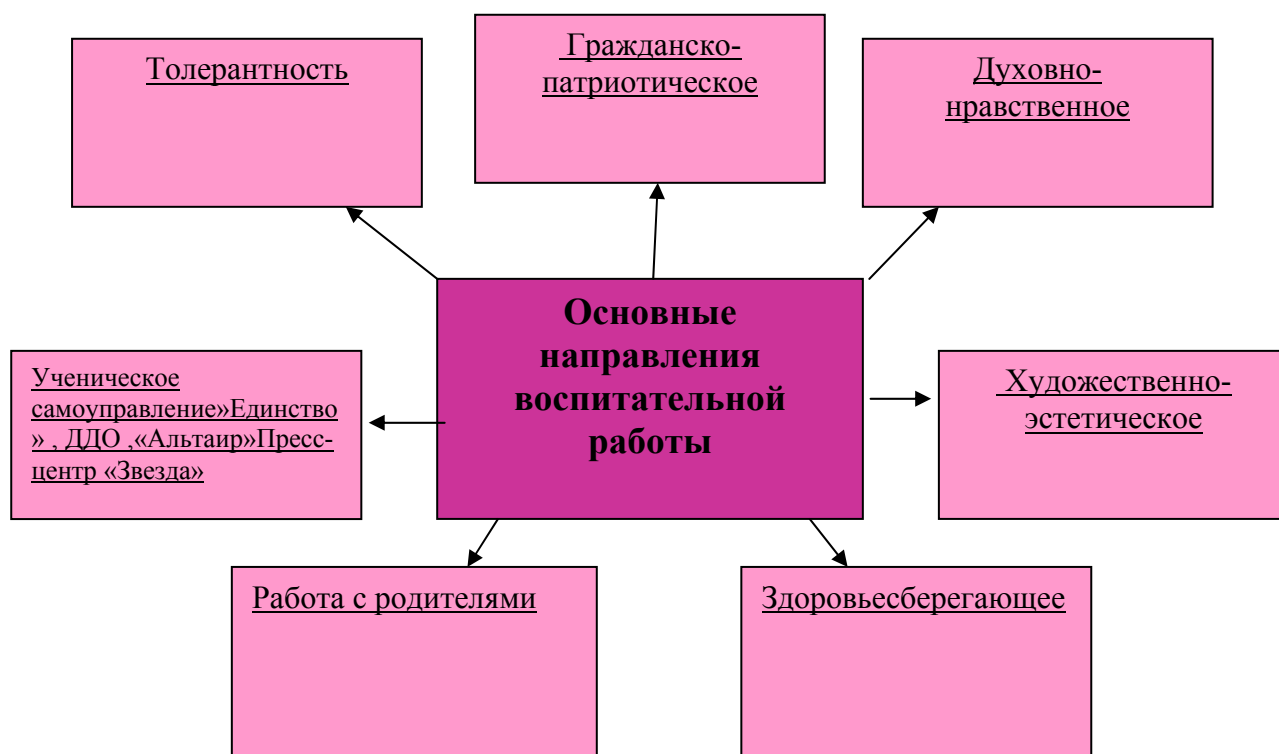 Толерантность
Гражданско-
патриотическое
Духовно-
нравственное
Основные
направления
воспитательной
работы
Ученическое
самоуправление»Единство
» , ДДО ,«Альтаир»Пресс-
центр «Звезда»
Художественно-
эстетическое
Работа с родителями
Здоровьесберегающее